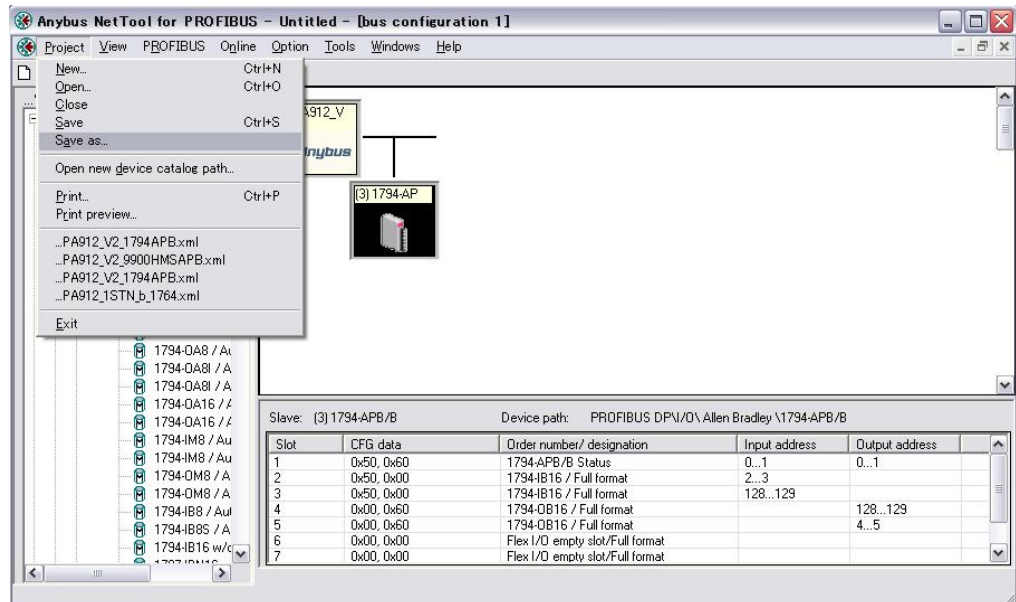 Anybus NetTool for PROFIBUS - Untitled - [bus configuration 1]
Project View PROFIBUS Online Option Tools Windows Help
New... Ctrl+N
Open... Ctrl+O
Close
Save Ctrl+S
Save as...
Open new device catalog path...
Print... Ctrl+P
Print preview...
...PA912_V2_1794APB.xml
...PA912_V2_9900HMSAPB.xml
...PA912_V2_1794APB.xml
...PA912_1STN_b_1764.xml
Exit
A912_V
Anybus
(3) 1794-AP
1794-OA8 / Au
1794-OA8I / A
1794-OA8I / A
1794-OA16 / A
1794-OA16 / A
1794-IM8 / Au
1794-IM8 / Au
1794-OM8 / A
1794-OM8 / A
1794-IB8 / Aut
1794-IB8S / A
1794-IB16 w/c
Slave: (3) 1794-APB/B Device path: PROFIBUS DP\I/O\Allen Bradley\1794-APB/B
Slot CFG data Order number/ designation Input address Output address
1 0x50, 0x60 1794-APB/B Status 0...1 0...1
2 0x50, 0x00 1794-IB16 / Full format 2...3
3 0x50, 0x00 1794-IB16 / Full format 128...129
4 0x00, 0x60 1794-OB16 / Full format 128...129
5 0x00, 0x60 1794-OB16 / Full format 4...5
6 0x00, 0x00 Flex I/O empty slot/Full format
7 0x00, 0x00 Flex I/O empty slot/Full format